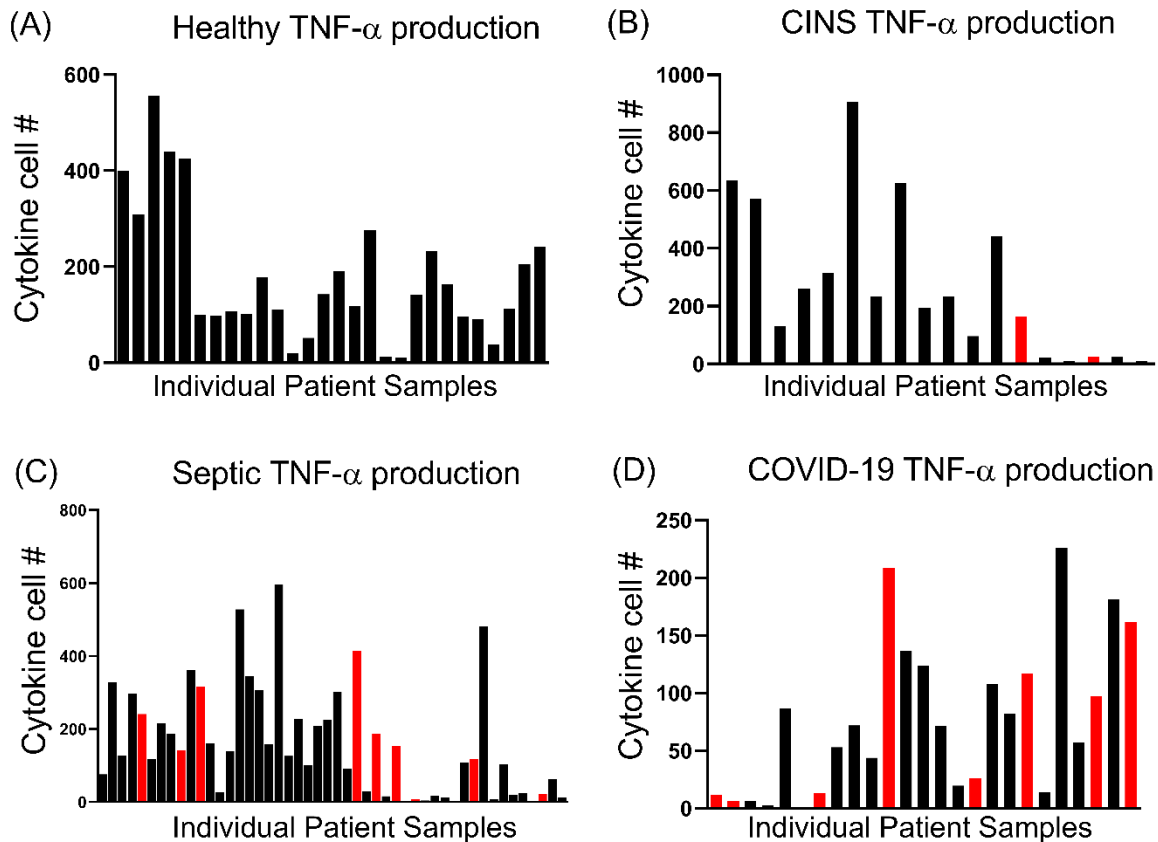 (A) Healthy TNF-α production
Cytokine cell #
600
400
200
0
Individual Patient Samples
(B) CINS TNF-α production
Cytokine cell #
1000
800
600
400
200
0
Individual Patient Samples
(C) Septic TNF-α production
Cytokine cell #
800
600
400
200
0
Individual Patient Samples
(D) COVID-19 TNF-α production
Cytokine cell #
250
200
150
100
50
0
Individual Patient Samples